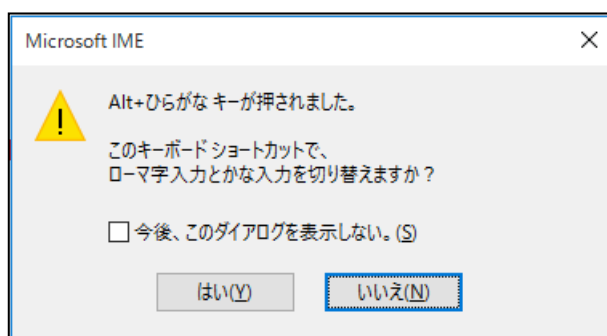 Microsoft IME
Alt+ひらがな キーが押されました。
このキーボード ショートカットで、
ローマ字入力とかな入力を切り替えますか？
今後、このダイアログを表示しない。(S)
はい(Y)
いいえ(N)